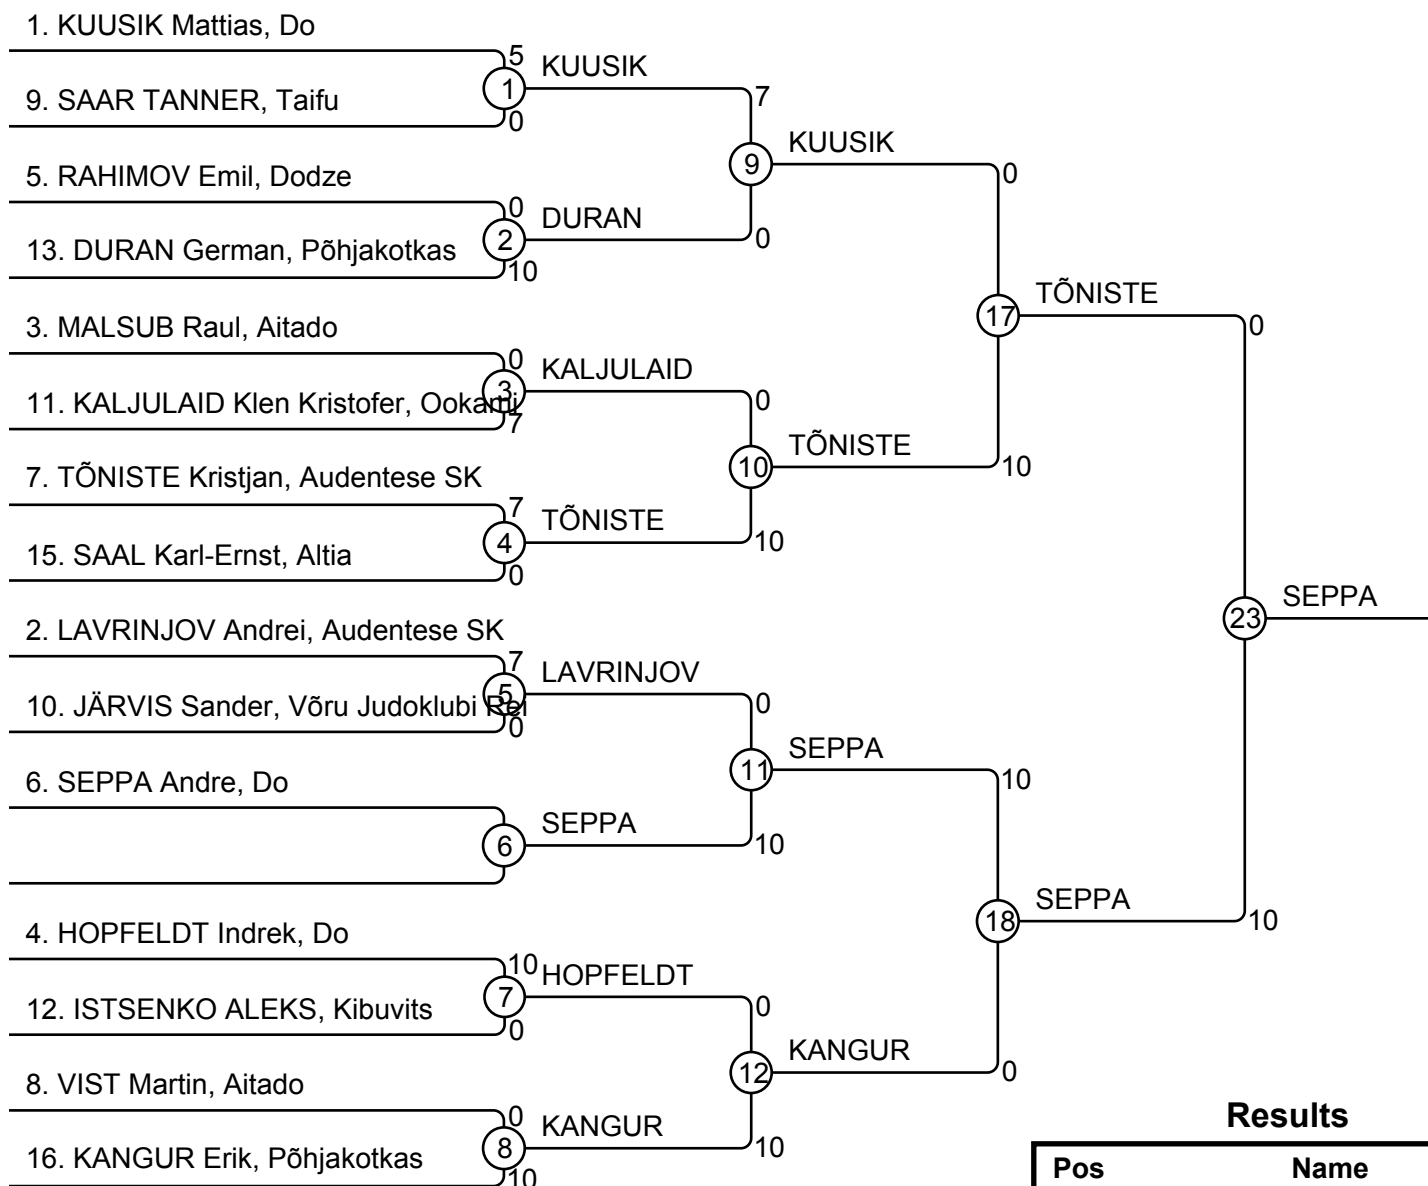 1. KUUSIK Mattias, Do
5
1
KUUSIK
9. SAAR TANNER, Taifu
0
7
9
KUUSIK
5. RAHIMOV Emil, Dodze
0
2
DURAN
13. DURAN German, Põhjakotkas
10
0
0
17
TÕNISTE
3. MALSUB Raul, Aitado
0
3
KALJULAID
11. KALJULAID Klen Kristofer, Ookami
7
0
10
TÕNISTE
10
7. TÕNISTE Kristjan, Audentese SK
7
4
TÕNISTE
15. SAAL Karl-Ernst, Altia
0
10
0
23
SEPPA
2. LAVRINJOV Andrei, Audentese SK
7
5
LAVRINJOV
10. JÄRVIS Sander, Võru Judoklubi Rei
0
0
11
SEPPA
10
6. SEPPA Andre, Do
6
SEPPA
10
18
SEPPA
10
4. HOPFELDT Indrek, Do
10
7
HOPFELDT
12. ISTSENKO ALEKS, Kibuvits
0
0
12
KANGUR
0
8. VIST Martin, Aitado
0
8
KANGUR
16. KANGUR Erik, Põhjakotkas
10
10
Results
Pos Name